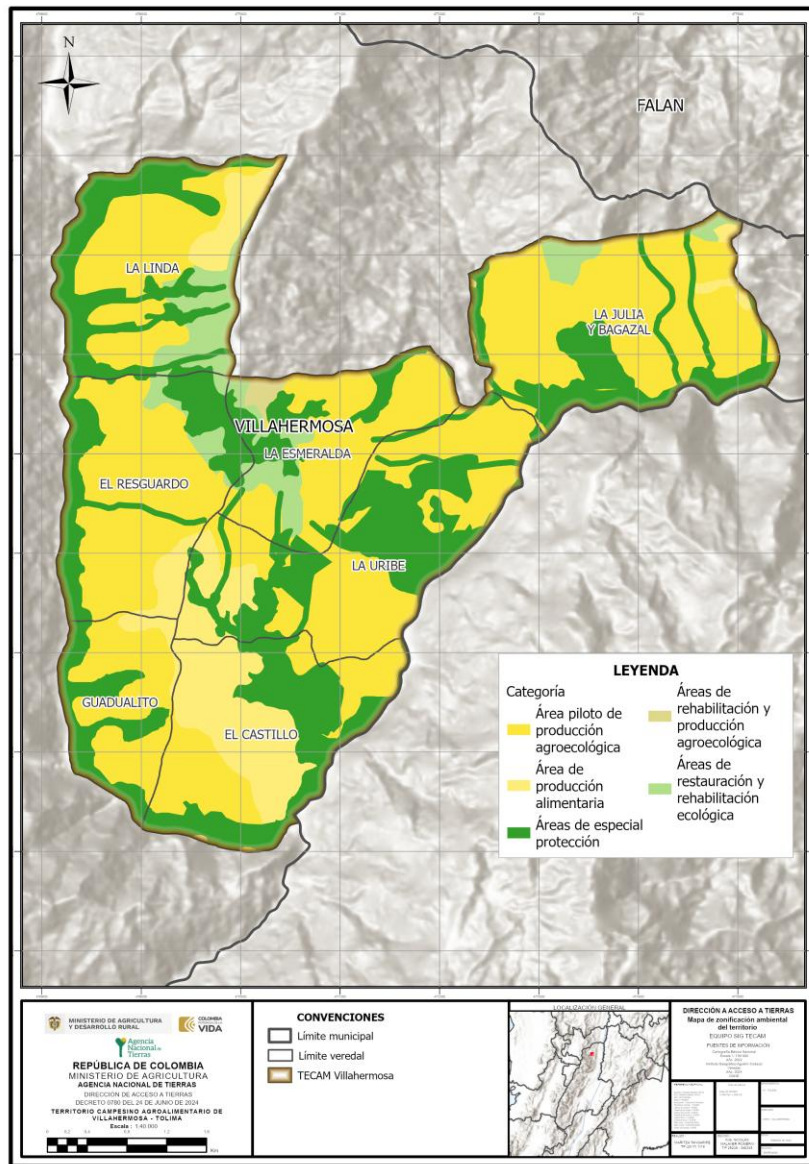 N
FALAN
LA LINDA
LA JULIA
Y BAGAZAL
VILLAHERMOSA
LA ESMERALDA
EL RESGUARDO
LA URIBE
GUADUALITO
EL CASTILLO
LEYENDA
Categoría
Área piloto de
producción
agroecológica
Área de
producción
alimentaria
Áreas de especial
protección
Áreas de
rehabilitación y
producción
agroecológica
Áreas de
restauración y
rehabilitación
ecológica
MINISTERIO DE AGRICULTURA
Y DESARROLLO RURAL
COLOMBIA
VIDA
Agencia
Nacional de
Tierras
REPÚBLICA DE COLOMBIA
MINISTERIO DE AGRICULTURA
AGENCIA NACIONAL DE TIERRAS
DIRECCIÓN DE ACCESO A TIERRAS
DECRETO 0780 DEL 24 DE JUNIO DE 2024
TERRITORIO CAMPESINO AGROALIMENTARIO DE
VILLAHERMOSA - TOLIMA
Escala : 1:40 000
Km
CONVENCIONES
Límite municipal
Límite veredal
TECAM Villahermosa
LOCALIZACIÓN GENERAL
DIRECCIÓN A ACCESO A TIERRAS
Mapa de zonificación ambiental
del territorio
EQUIPO SIG TECAM
FUENTES DE INFORMACIÓN